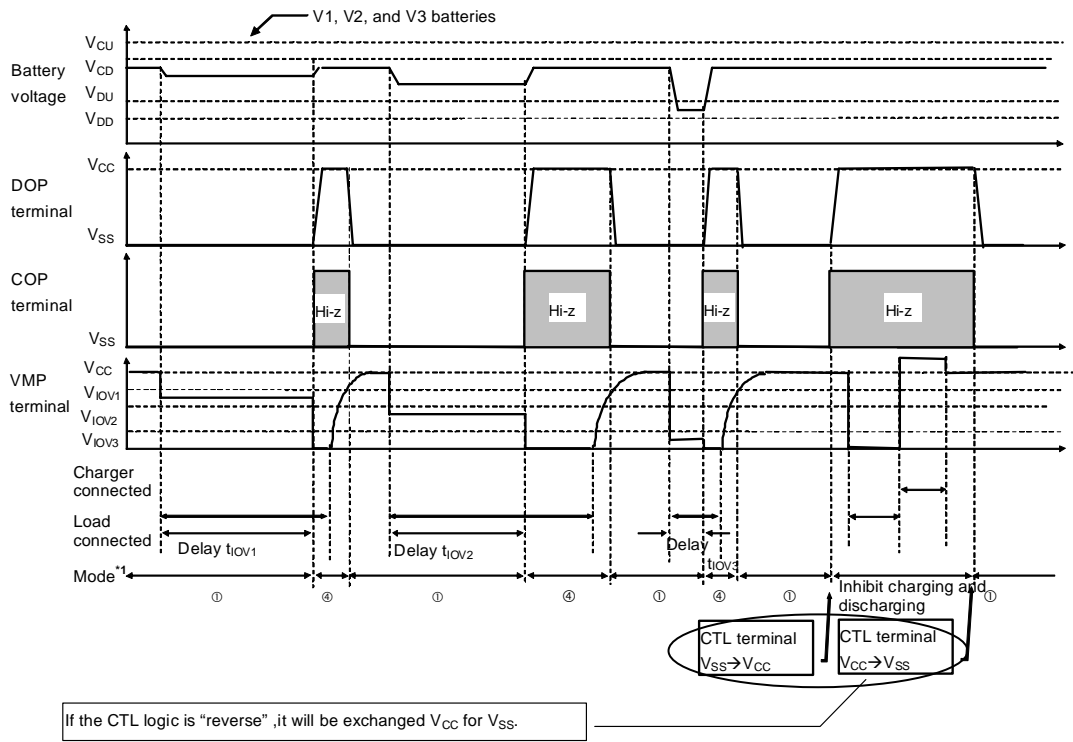 V1, V2, and V3 batteries
VCU
Battery
voltage
VCD
VDU
VDD
DOP
terminal
VCC
VSS
COP
terminal
Hi-z
Hi-z
Hi-z
Hi-z
VSS
VMP
terminal
VCC
VIOV1
VIOV2
VIOV3
Charger
connected
Load
connected
Delay tIOV1
Delay tIOV2
Delay
tIOV3
Mode*1
①
④
①
④
①
④
①
Inhibit charging and
discharging
①
CTL terminal
VSS→VCC
CTL terminal
VCC→VSS
If the CTL logic is “reverse” ,it will be exchanged VCC for VSS.